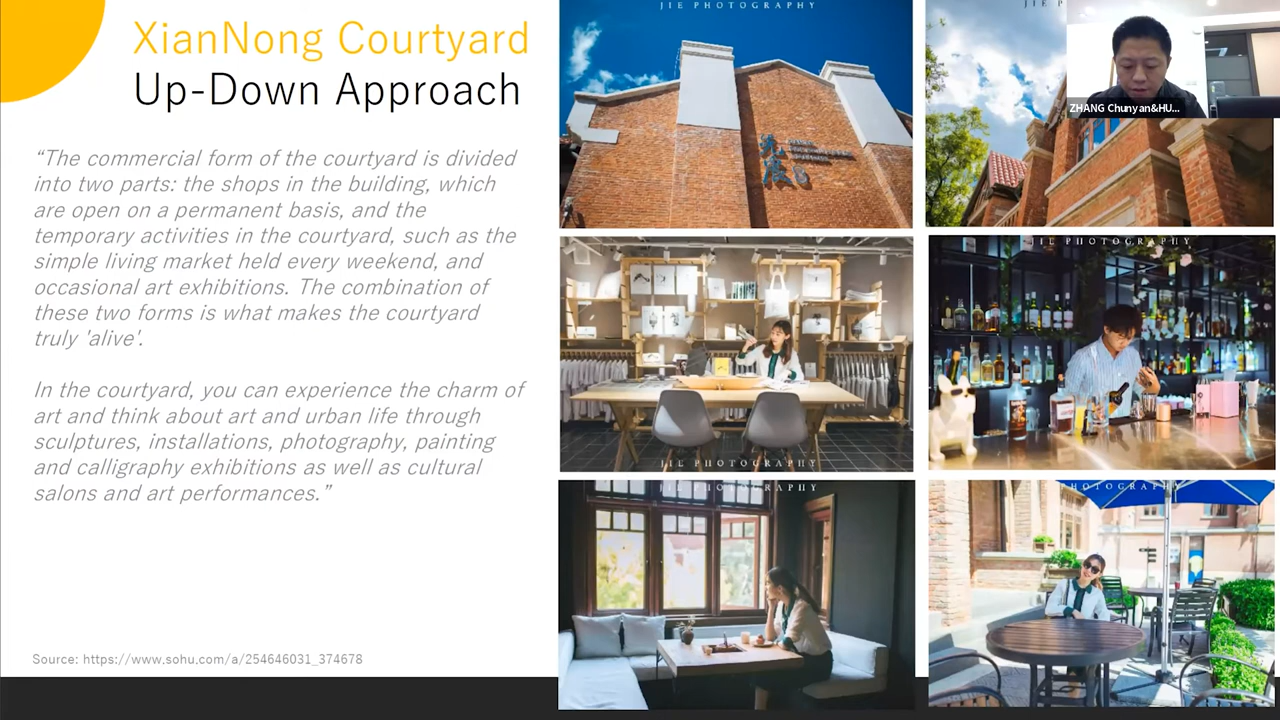 XianNong Courtyard
Up-Down Approach
“The commercial form of the courtyard is divided
into two parts: the shops in the building, which
are open on a permanent basis, and the
temporary activities in the courtyard, such as the
simple living market held every weekend, and
occasional art exhibitions. The combination of
these two forms is what makes the courtyard
truly 'alive'.
In the courtyard, you can experience the charm of
art and think about art and urban life through
sculptures, installations, photography, painting
and calligraphy exhibitions as well as cultural
salons and art performances.”
Source: https://www.sohu.com/a/254646031_374678
JIE PHOTOGRAPHY
JIE P
ZHANG Chunyan&HU...
JIE PHOTOGRAPHY
JIE PHOTOGRAPHY
JIE PHOTOGRAPHY
PHOTOGRAPHY